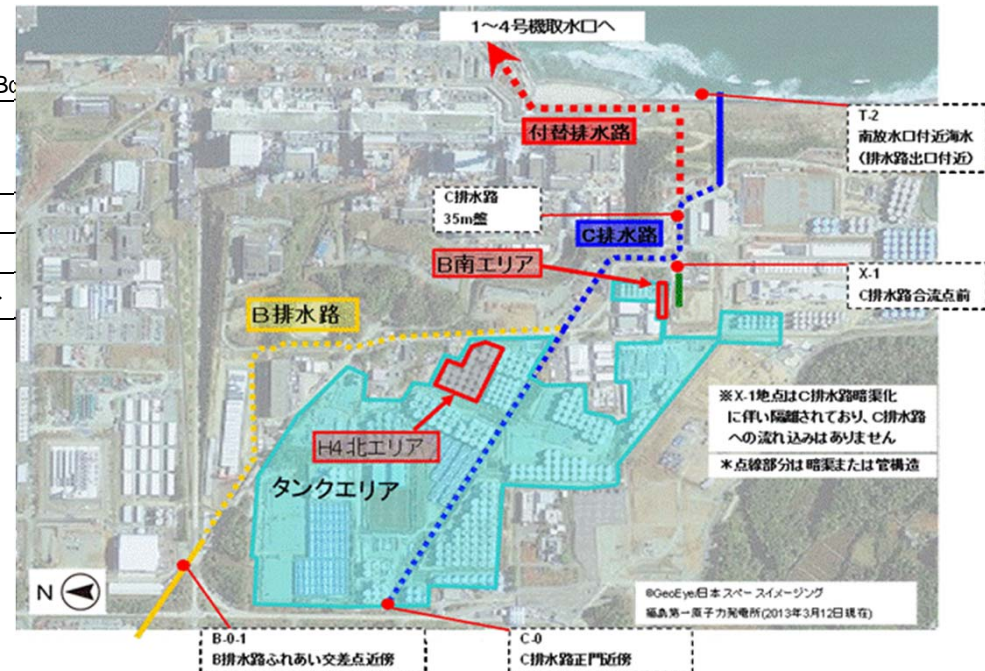 1～4号機取水口へ
Bc
付替排水路
T-2
南放水口付近海水
（排水路出口付近）
C排水路
35m盤
C排水路
B南エリア
X-1
C排水路合流点前
B排水路
※X-1地点はC排水路暗渠化
に伴い隔離されており、C排水路
への流れ込みはありません
＊点線部分は暗渠または管構造
H4北エリア
タンクエリア
N
©GeoEye/日本スペースイメージング
福島第一原子力発電所(2013年3月12日現在)
B-0-1
B排水路ふれあい交差点近傍
C-0
C排水路正門近傍